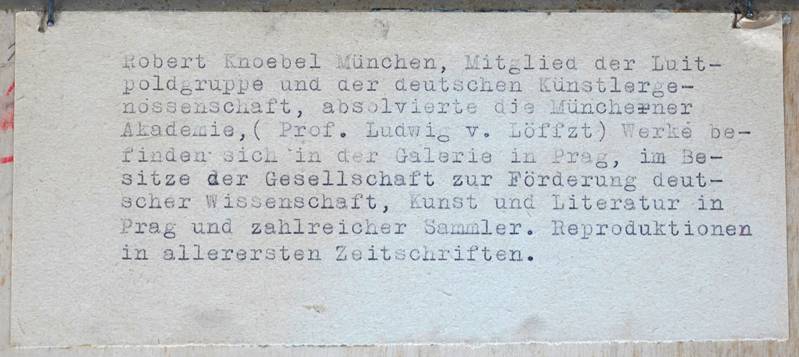 Robert Knoebel München, Mitglied der Luit-
poldgruppe und der deutschen Künstlerge-
nossenschaft, absolvierte die Müncherner
Akademie,( Prof. Ludwig v. Löffzt) Werke be-
finden sich in der Galerie in Prag, im Be-
sitze der Gesellschaft zur Förderung deut-
scher Wissenschaft, Kunst und Literatur in
Prag und zahlreicher Sammler. Reproduktionen
in allerersten Zeitschriften.